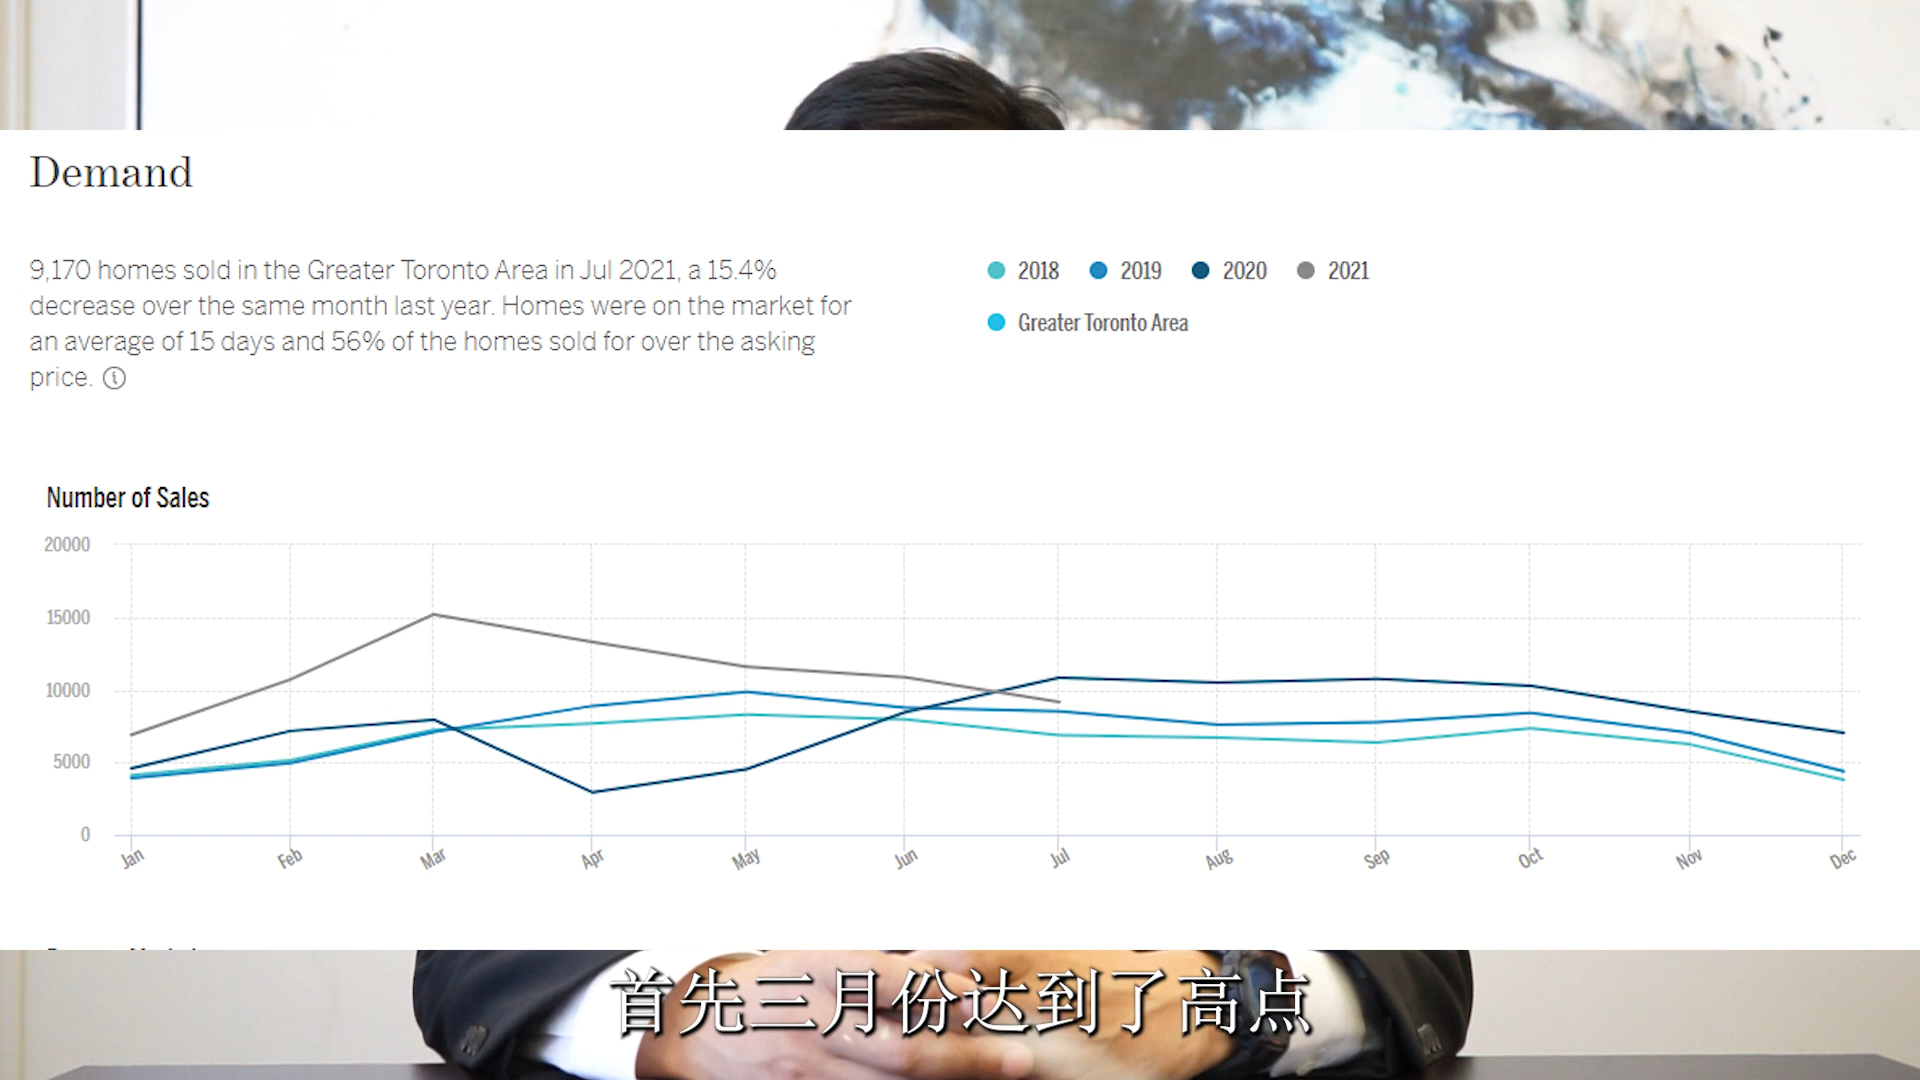 Demand
9,170 homes sold in the Greater Toronto Area in Jul 2021, a 15.4%
decrease over the same month last year. Homes were on the market for
an average of 15 days and 56% of the homes sold for over the asking
price.
2018 2019 2020 2021
Greater Toronto Area
Number of Sales
20000
15000
10000
5000
0
Jan Feb Mar Apr May Jun Jul Aug Sep Oct Nov Dec
首先三月份达到了高点